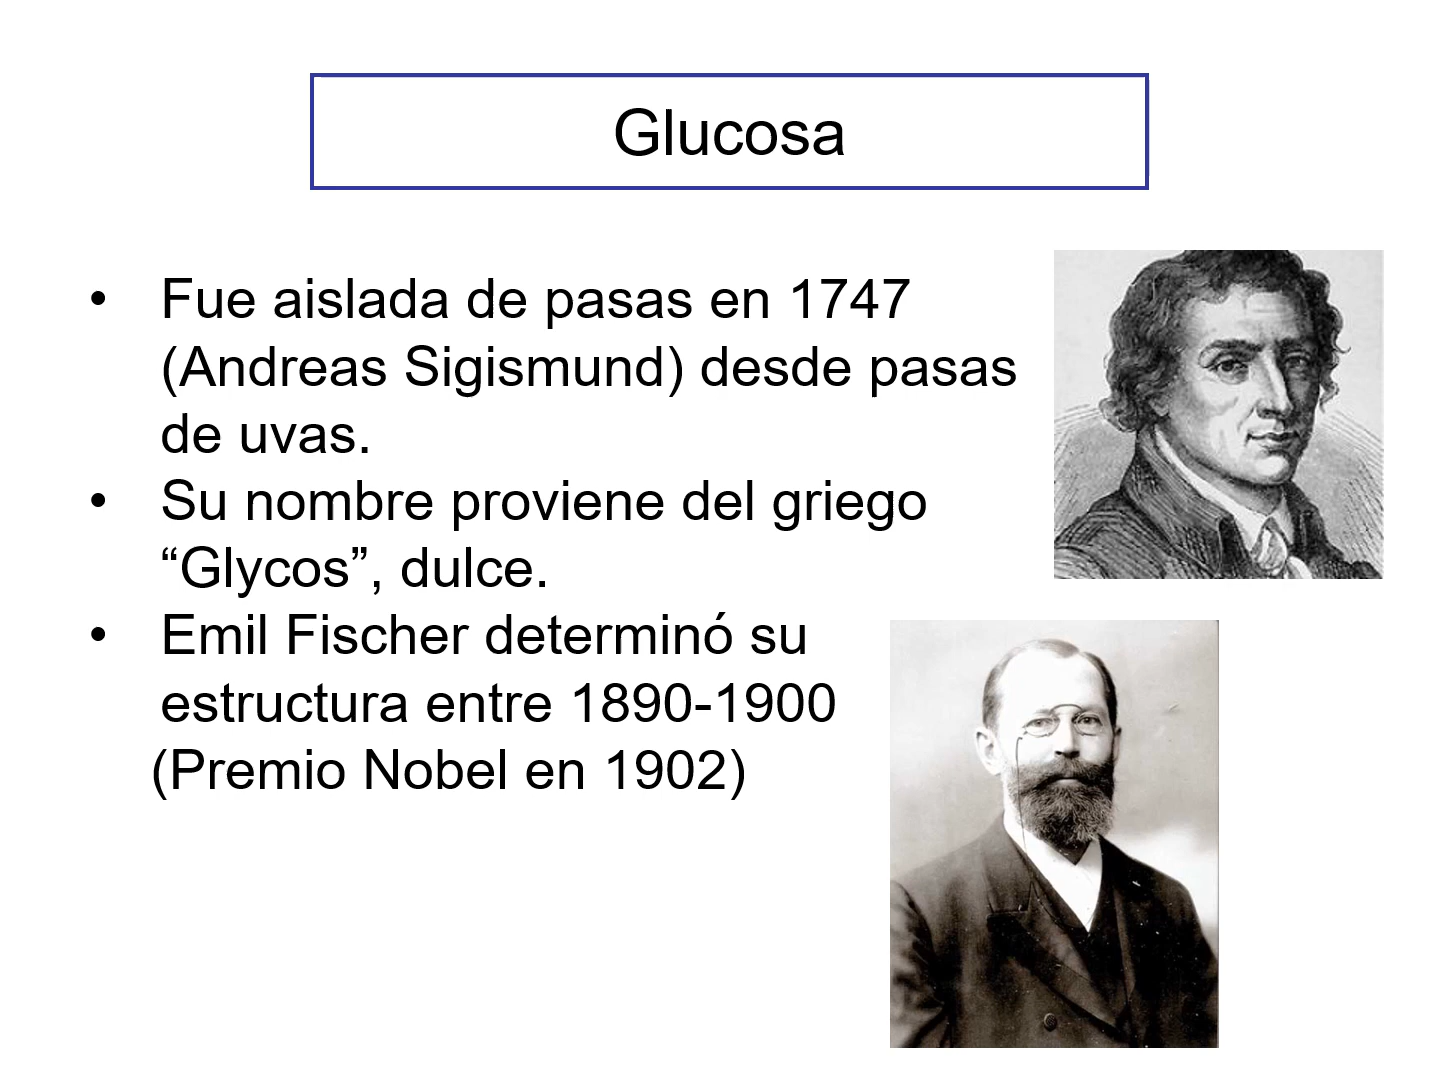 Glucosa
• Fue aislada de pasas en 1747
(Andreas Sigismund) desde pasas
de uvas.
• Su nombre proviene del griego
“Glycos”, dulce.
• Emil Fischer determinó su
estructura entre 1890-1900
(Premio Nobel en 1902)